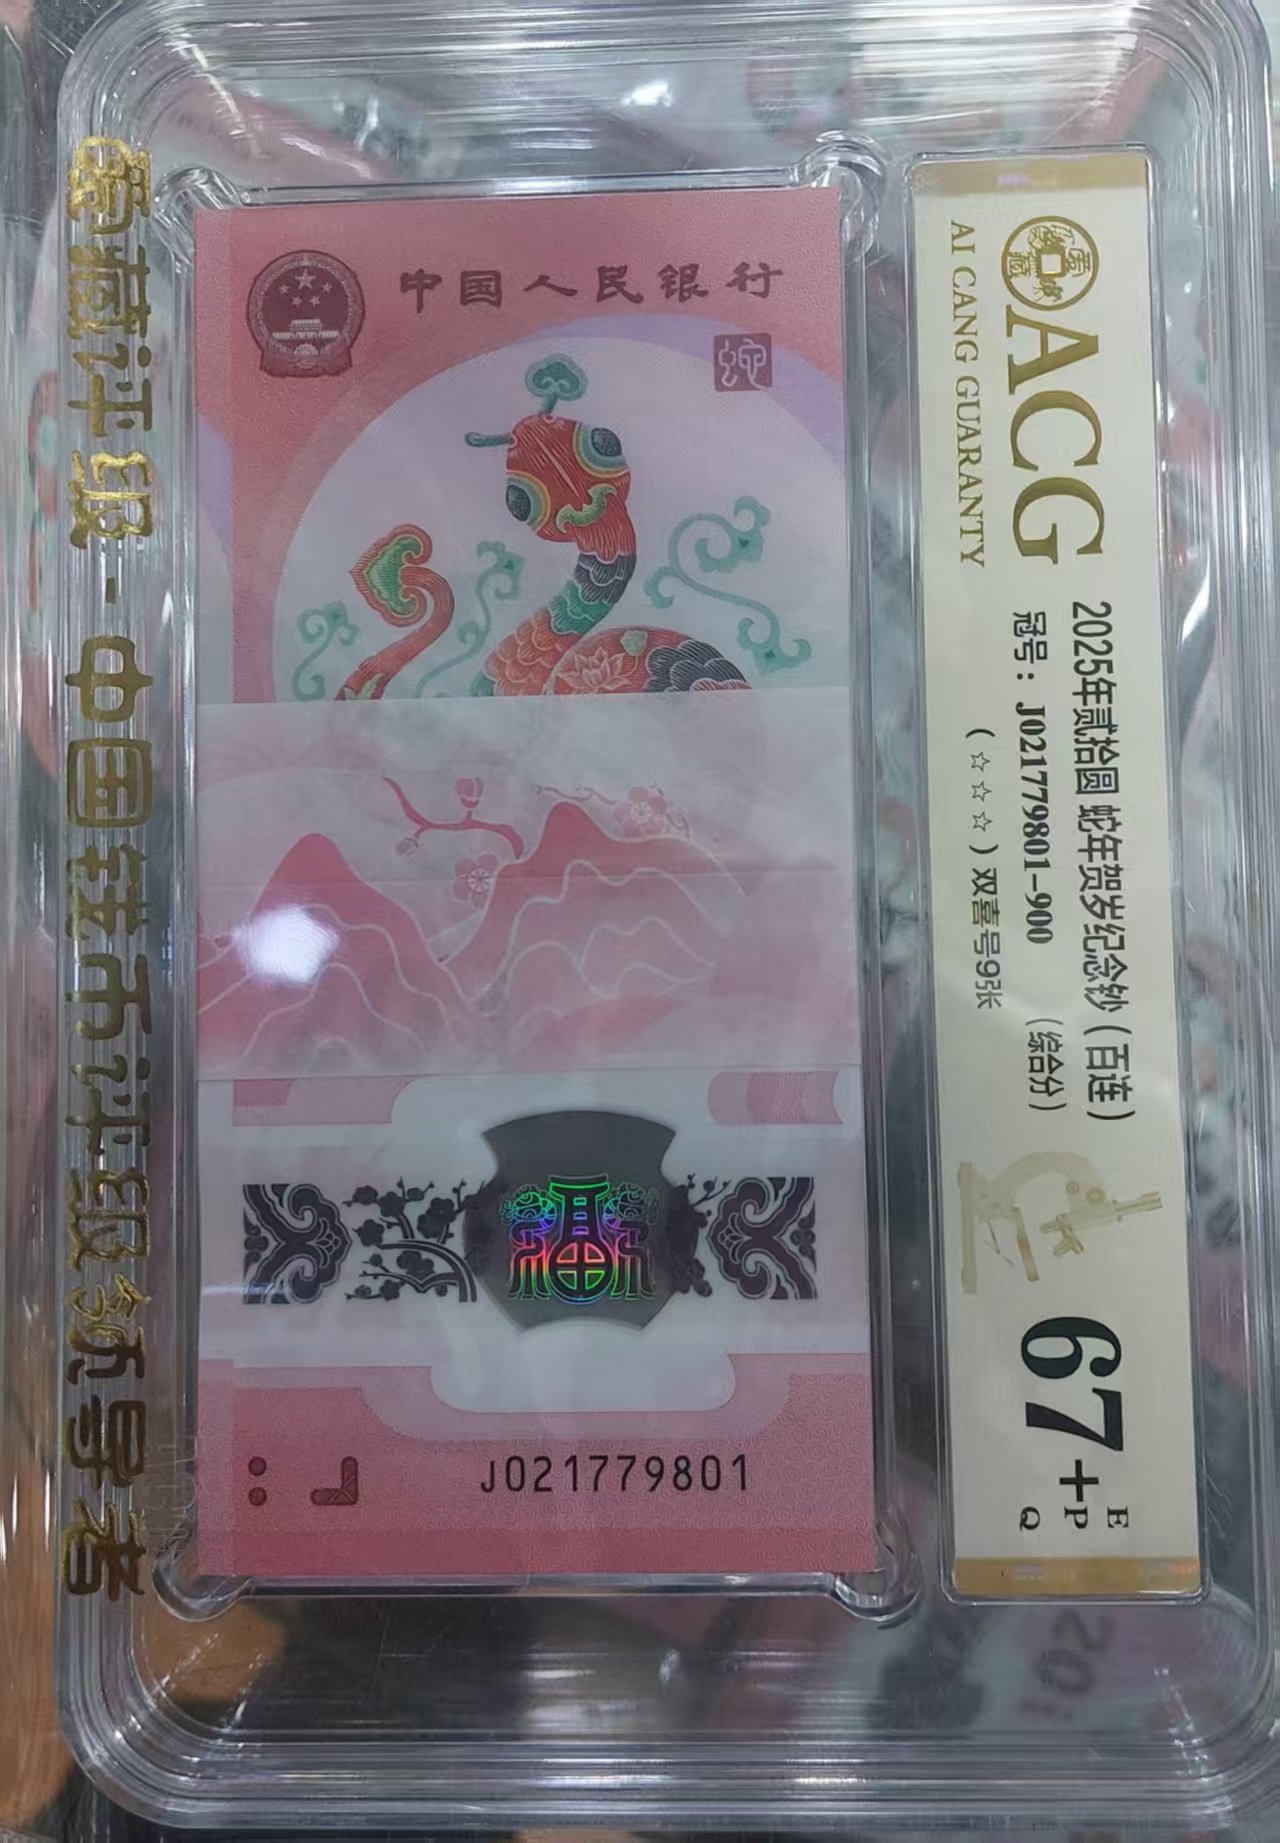 爱藏评级-中国钱币评级领导者
中国人民银行
蛇
J021779801
ACG
AI CANG GUARANTY
2025年贰拾圆 蛇年贺岁纪念钞(百连)
冠号:J021779801-900
(综合分)
(☆☆☆)双喜号9张
67+
E
P
Q